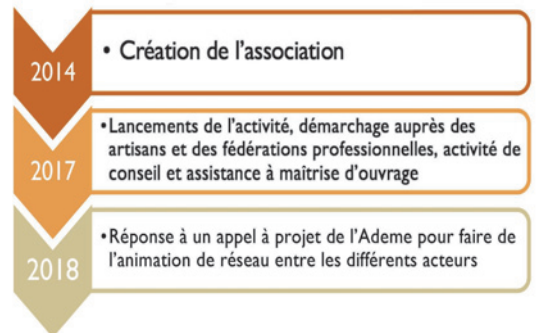 2014
• Création de l'association
2017
•Lancements de l'activité, démarchage auprès des
artisans et des fédérations professionnelles, activité de
conseil et assistance à maîtrise d'ouvrage
2018
•Réponse à un appel à projet de l'Ademe pour faire de
l'animation de réseau entre les différents acteurs